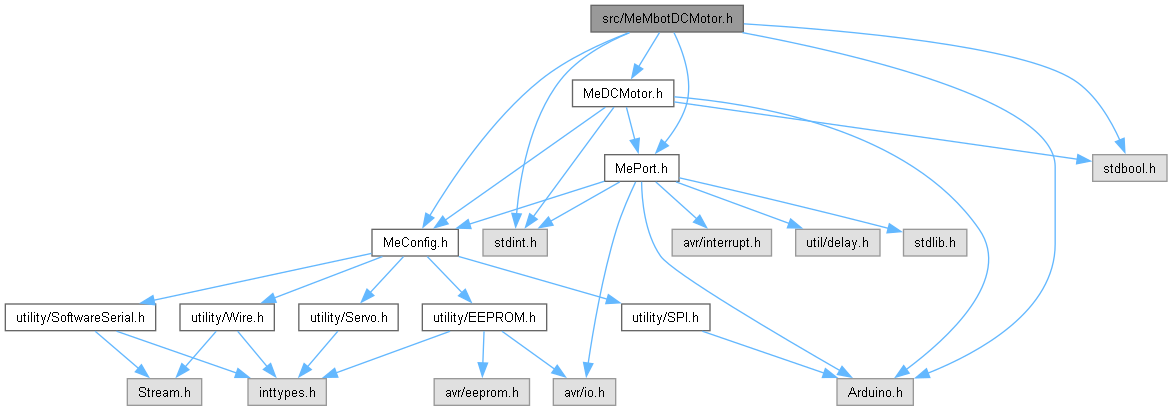 src/MeMbotDCMotor.h
MeDCMotor.h
MePort.h
stdbool.h
MeConfig.h
stdint.h
avr/interrupt.h
util/delay.h
stdlib.h
utility/SoftwareSerial.h
utility/Wire.h
utility/Servo.h
utility/EEPROM.h
utility/SPI.h
Stream.h
inttypes.h
avr/eeprom.h
avr/io.h
Arduino.h